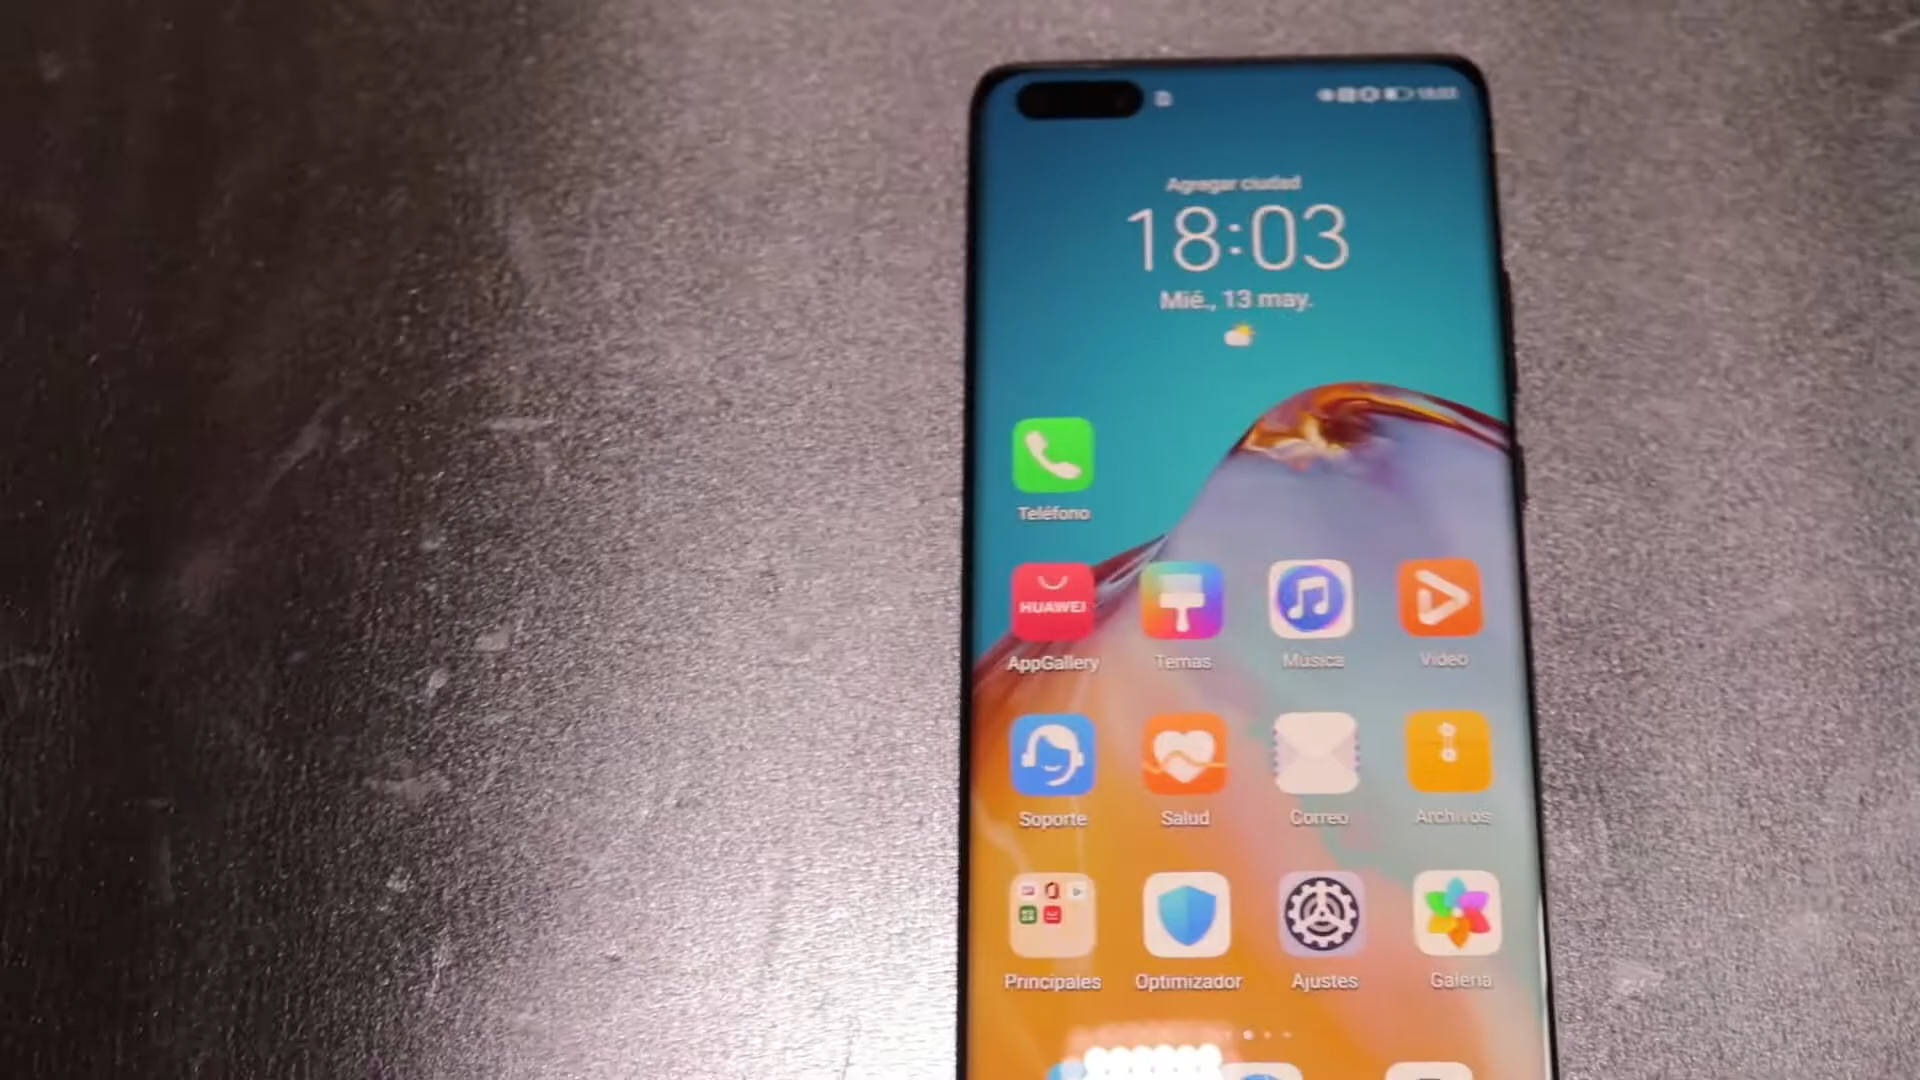 Agregar ciudad
18:03
Mié., 13 may.
Teléfono
HUAWEI
AppGallery
Temas
Música
Video
Soporte
Salud
Correo
Archivos
Principales
Optimizador
Ajustes
Galería